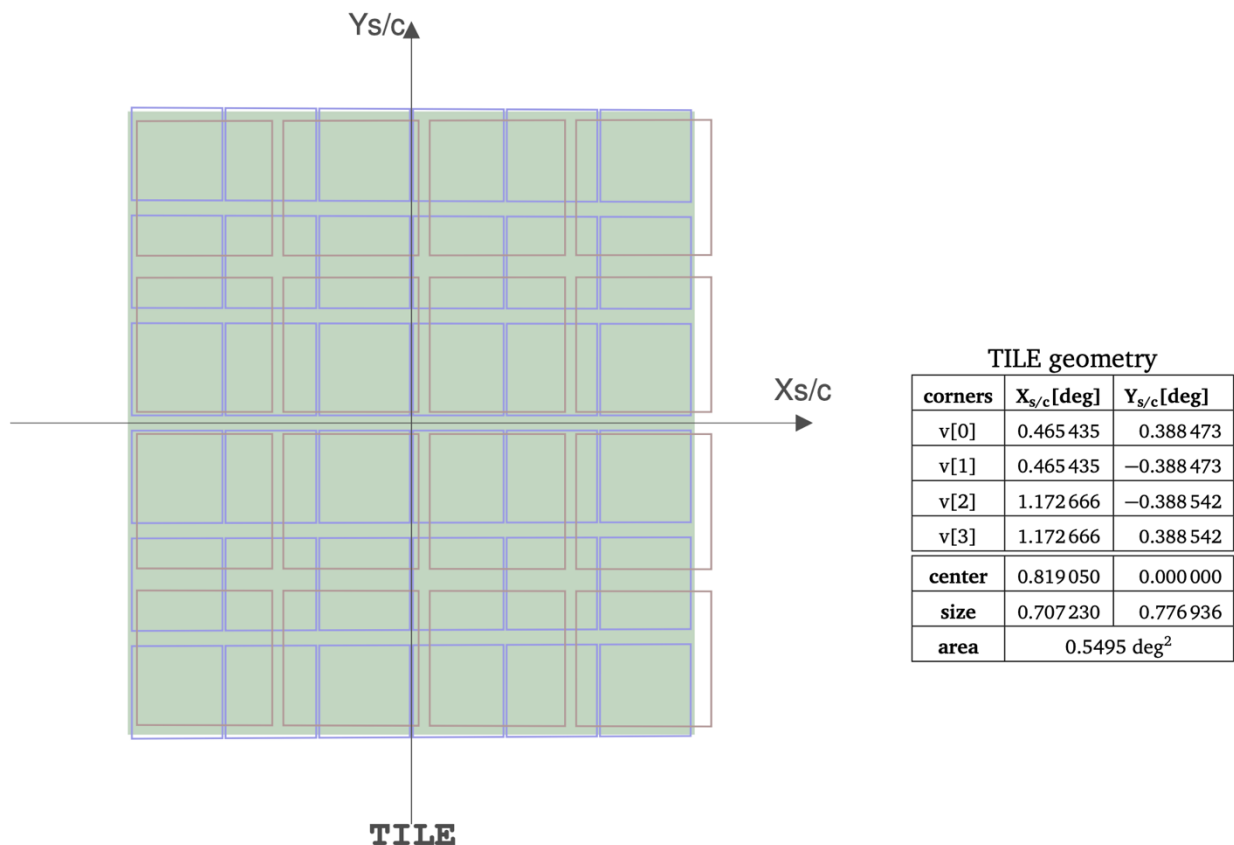 Ys/c
Xs/c
TILE
TILE geometry
corners X_s/c[deg] Y_s/c[deg]
v[0] 0.465 435 0.388 473
v[1] 0.465 435 −0.388 473
v[2] 1.172 666 −0.388 542
v[3] 1.172 666 0.388 542
center 0.819 050 0.000 000
size 0.707 230 0.776 936
area 0.5495 deg²